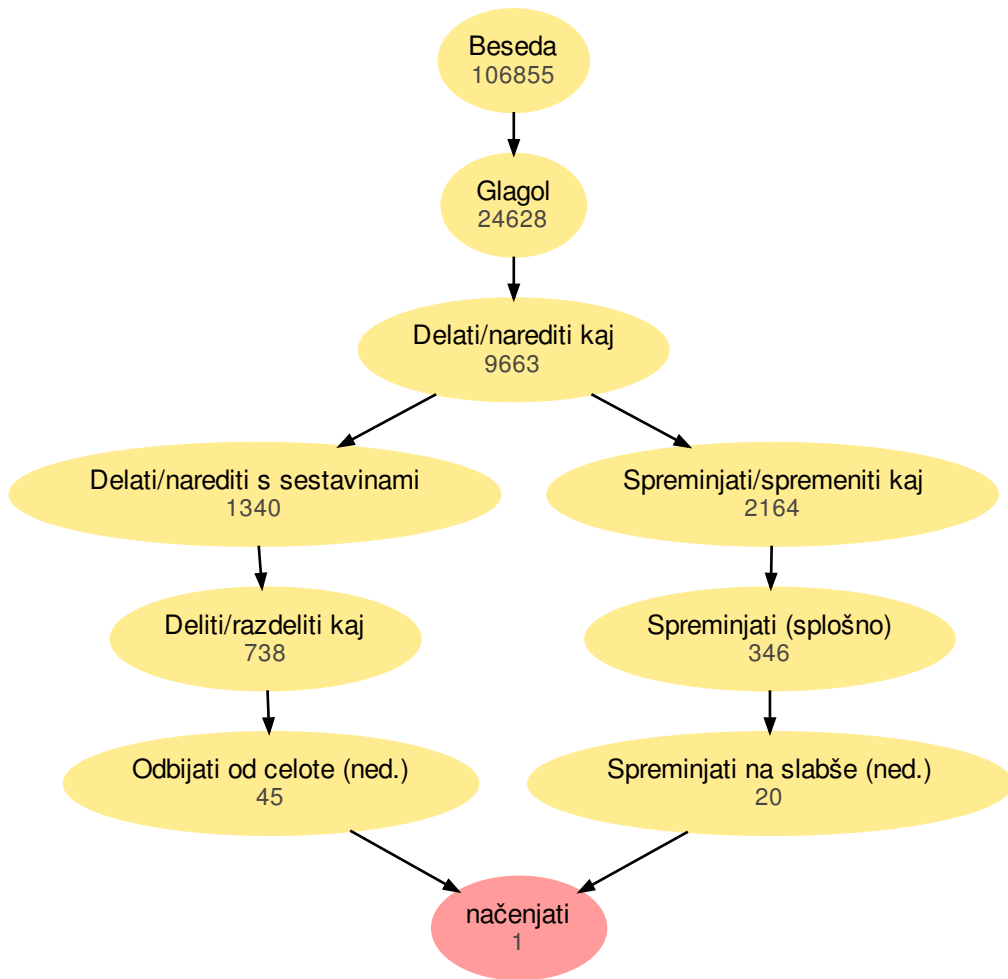 Beseda
106855
Glagol
24628
Delati/narediti kaj
9663
Delati/narediti s sestavinami
1340
Spreminjati/spremeniti kaj
2164
Deliti/razdeliti kaj
738
Spreminjati (splošno)
346
Odbijati od celote (ned.)
45
Spreminjati na slabše (ned.)
20
načenjati
1